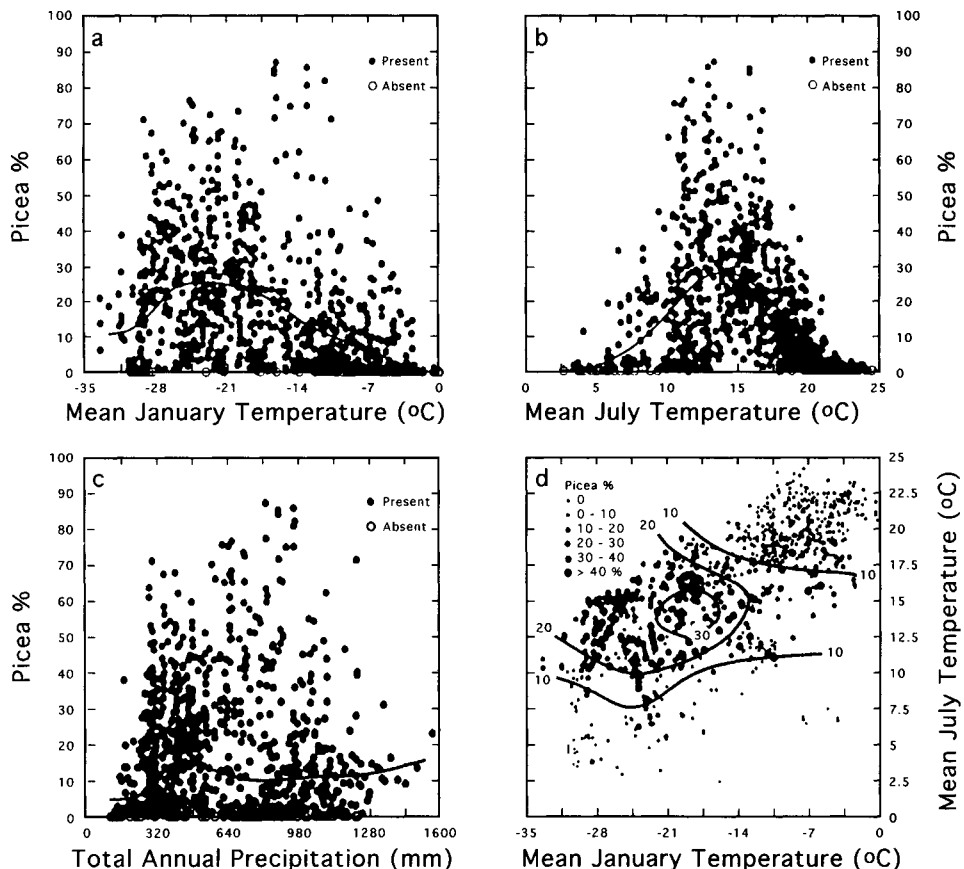 a
100
90
80
70
60
50
40
30
20
10
0
Picea %
Present
Absent
-35 -28 -21 -14 -7 0
Mean January Temperature (oC)
b
100
90
80
70
60
50
40
30
20
10
0
Picea %
Present
Absent
0 5 10 15 20 25
Mean July Temperature (oC)
c
100
90
80
70
60
50
40
30
20
10
0
Picea %
Present
Absent
0 320 640 980 1280 1600
Total Annual Precipitation (mm)
d
Picea %
0
0 - 10
10 - 20
20 - 30
30 - 40
> 40 %
10
20
10
30
20
10
10
25
22.5
20
17.5
15
12.5
10
7.5
5
2.5
0
Mean July Temperature (oC)
-35 -28 -21 -14 -7 0
Mean January Temperature (oC)